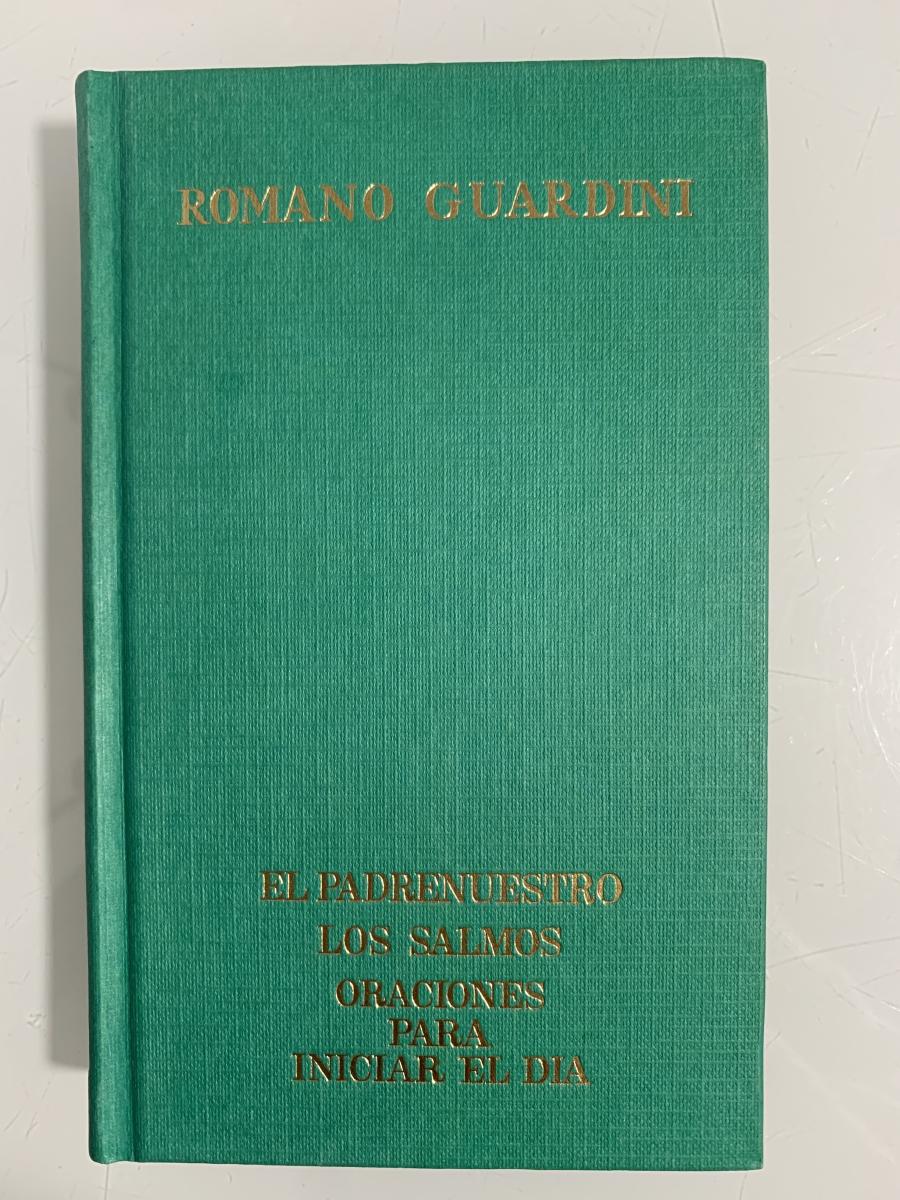 ROMANO GUARDINI
EL PADRENUESTRO
LOS SALMOS
ORACIONES
PARA
INICIAR EL DIA